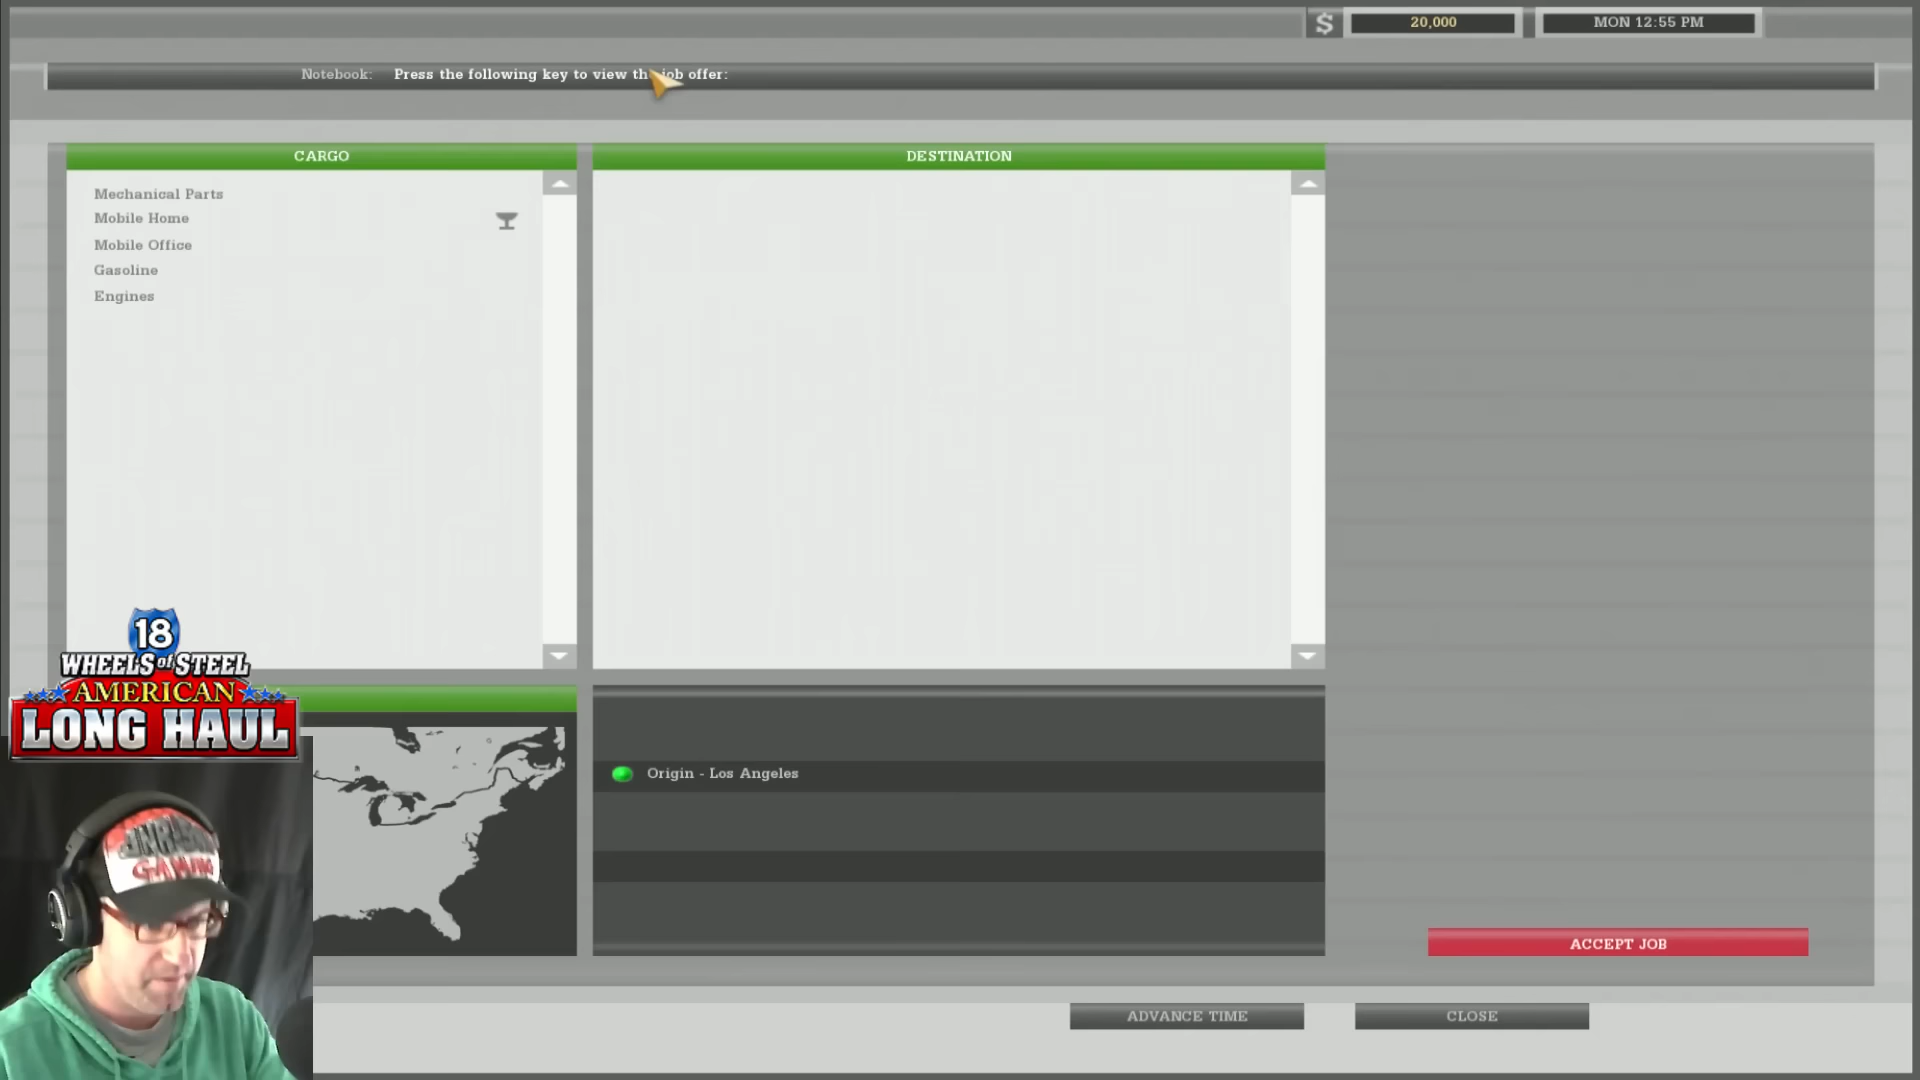 $ 20,000 MON 12:55 PM
Notebook: Press the following key to view the job offer:
CARGO
Mechanical Parts
Mobile Home
Mobile Office
Gasoline
Engines
DESTINATION
18
WHEELS of STEEL
AMERICAN
LONG HAUL
Origin - Los Angeles
GAMING
ACCEPT JOB
ADVANCE TIME
CLOSE